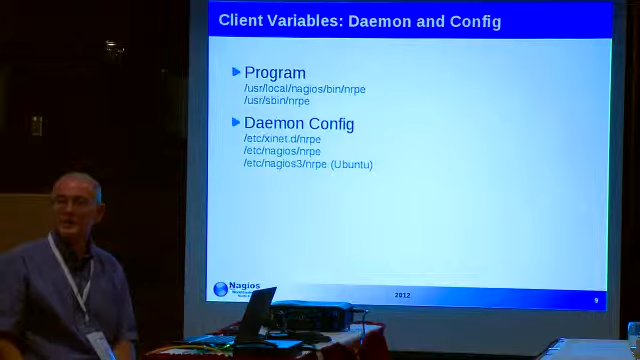 Client Variables: Daemon and Config
Program
/usr/local/nagios/bin/nrpe
/usr/sbin/nrpe
Daemon Config
/etc/xinet.d/nrpe
/etc/nagios/nrpe
/etc/nagios3/nrpe (Ubuntu)
Nagios
2012
9